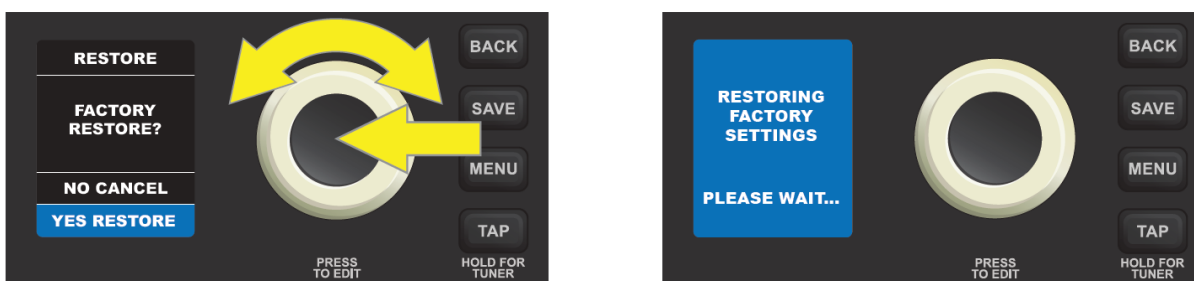 RESTORE
FACTORY
RESTORE?
NO CANCEL
YES RESTORE
BACK
SAVE
MENU
TAP
PRESS
TO EDIT
HOLD FOR
TUNER
RESTORING
FACTORY
SETTINGS
PLEASE WAIT...
BACK
SAVE
MENU
TAP
PRESS
TO EDIT
HOLD FOR
TUNER